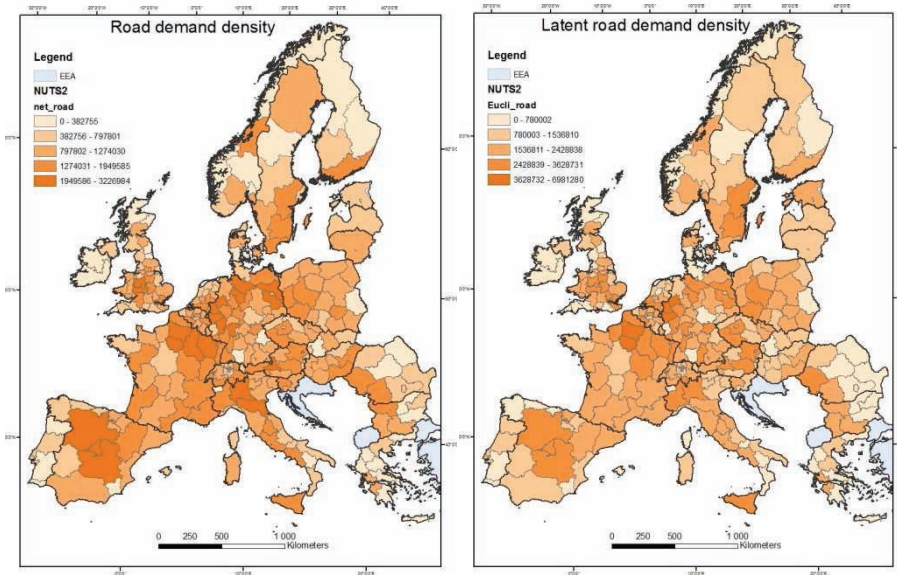 Road demand density
Legend
EEA
NUTS2
net_road
0 - 382755
382756 - 797801
797802 - 1274030
1274031 - 1949585
1949586 - 3226984
0 250 500 1 000
Kilometers
Latent road demand density
Legend
EEA
NUTS2
Eucli_road
0 - 780002
780003 - 1536810
1536811 - 2428838
2428839 - 3628731
3628732 - 6981280
0 250 500 1 000
Kilometers